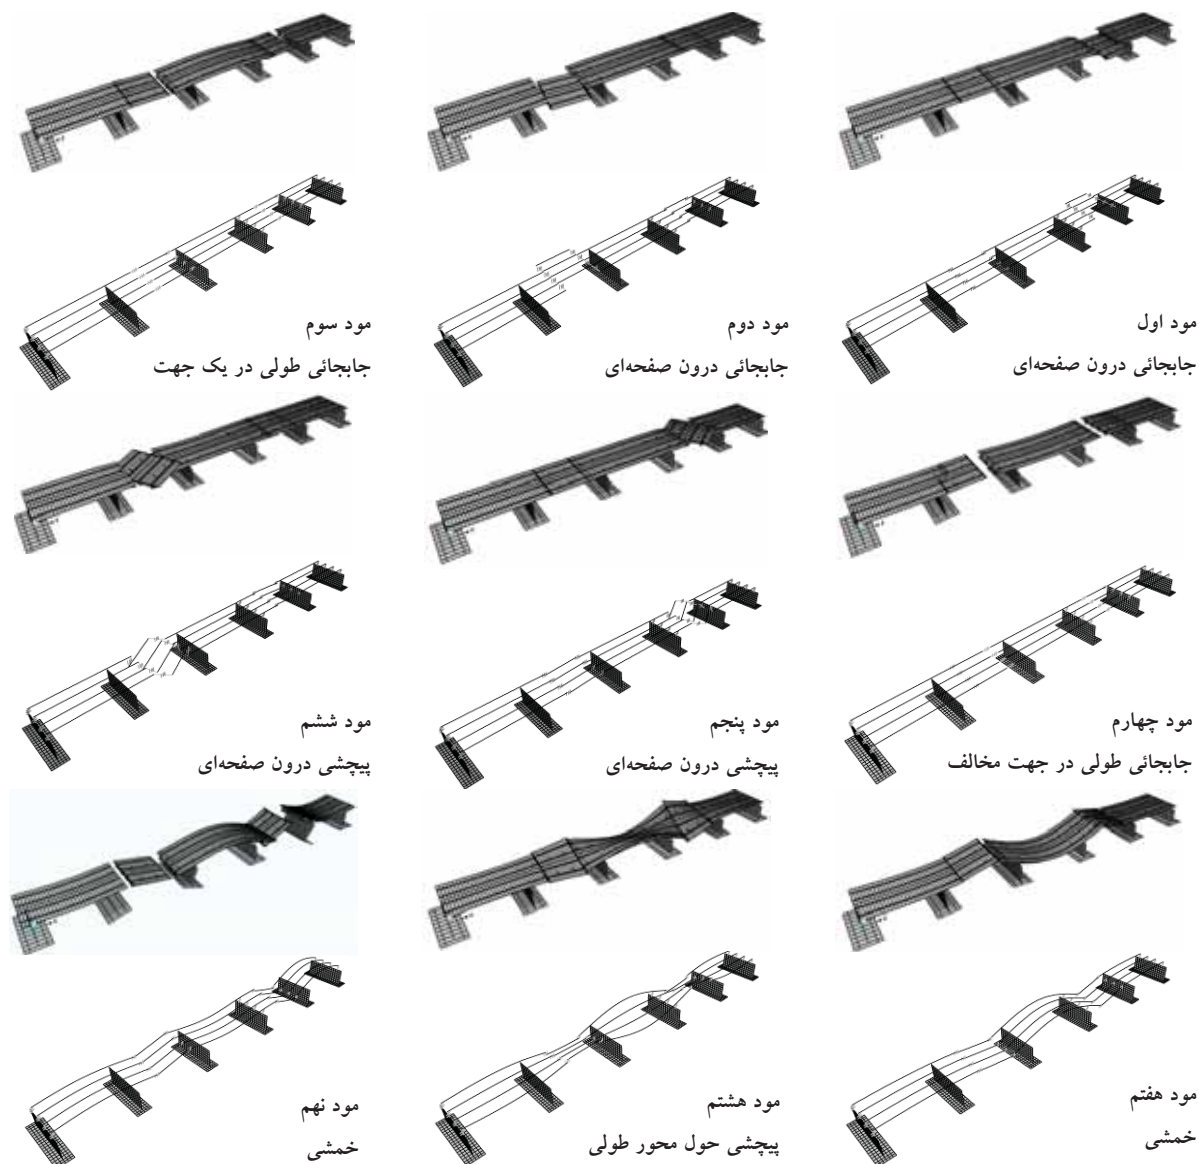 مود اول
جابجائی درون صفحه‌ای
مود دوم
جابجائی درون صفحه‌ای
مود سوم
جابجائی طولی در یک جهت
مود چهارم
جابجائی طولی در جهت مخالف
مود پنجم
پیچشی درون صفحه‌ای
مود ششم
پیچشی درون صفحه‌ای
مود هفتم
خمشی
مود هشتم
پیچشی حول محور طولی
مود نهم
خمشی